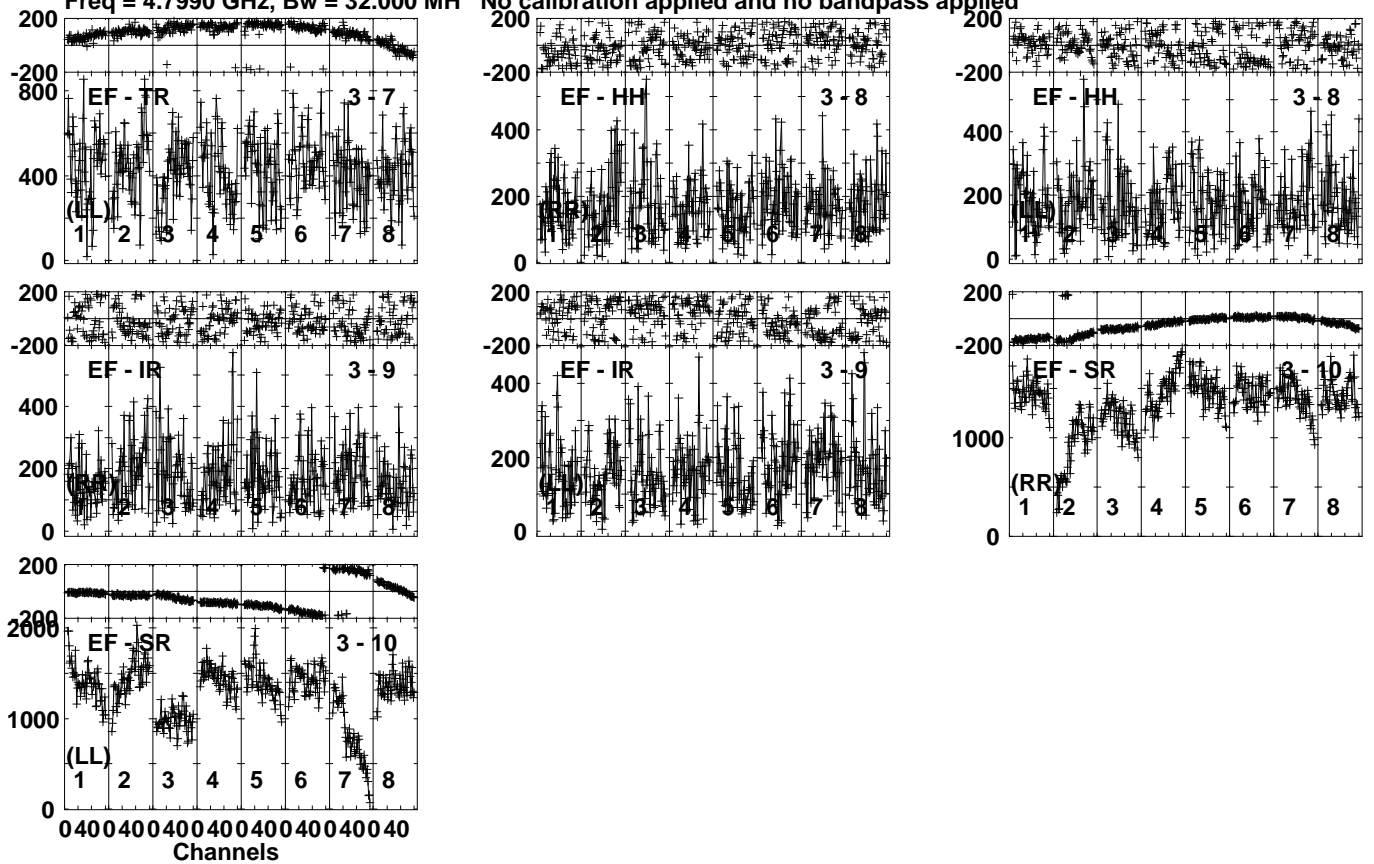 Freq = 4.7990 GHz, Bw = 32.000 MH No calibration applied and no bandpass applied
200
-200
800
400
0
EF - TR 3 - 7
(LL)
1 2 3 4 5 6 7 8
200
-200
400
200
0
EF - HH 3 - 8
(RR)
1 2 3 4 5 6 7 8
200
-200
400
200
0
EF - HH 3 - 8
(LL)
1 2 3 4 5 6 7 8
200
-200
400
200
0
EF - IR 3 - 9
(RR)
1 2 3 4 5 6 7 8
200
-200
400
200
0
EF - IR 3 - 9
(LL)
1 2 3 4 5 6 7 8
200
-200
1000
0
EF - SR 3 - 10
(RR)
1 2 3 4 5 6 7 8
200
-200
2000
1000
0
EF - SR 3 - 10
(LL)
1 2 3 4 5 6 7 8
0 40 0 40 0 40 0 40 0 40 0 40 0 40 0 40
Channels